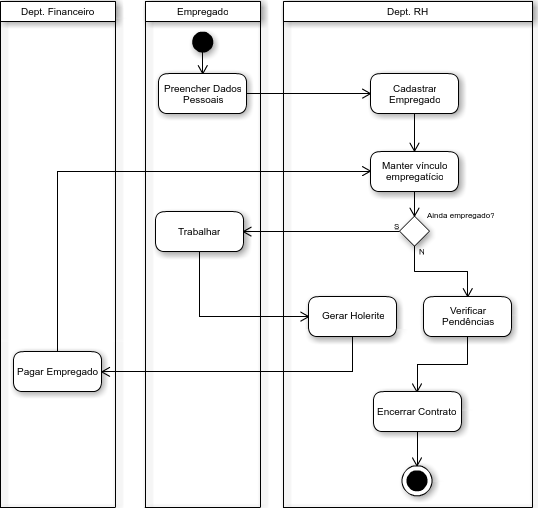 Dept. Financeiro
Empregado
Dept. RH
Preencher Dados
Pessoais
Cadastrar
Empregado
Manter vínculo
empregatício
Ainda empregado?
S
N
Trabalhar
Gerar Holerite
Verificar
Pendências
Pagar Empregado
Encerrar Contrato